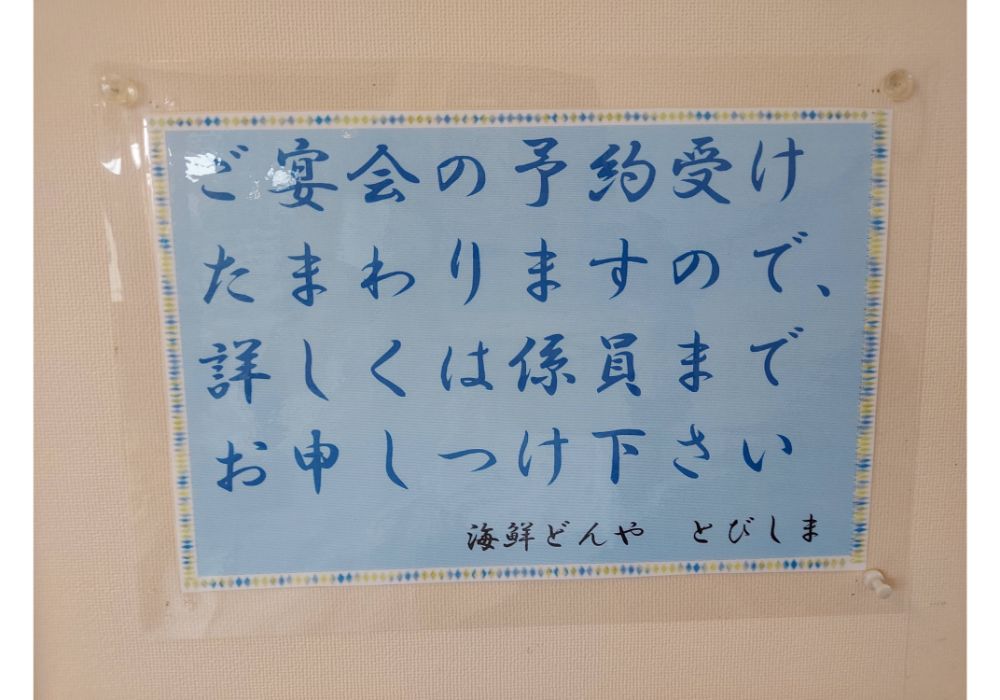 ご宴会の予約受け
たまわりますので、
詳しくは係員まで
お申しつけ下さい
海鮮どんや　とびしま